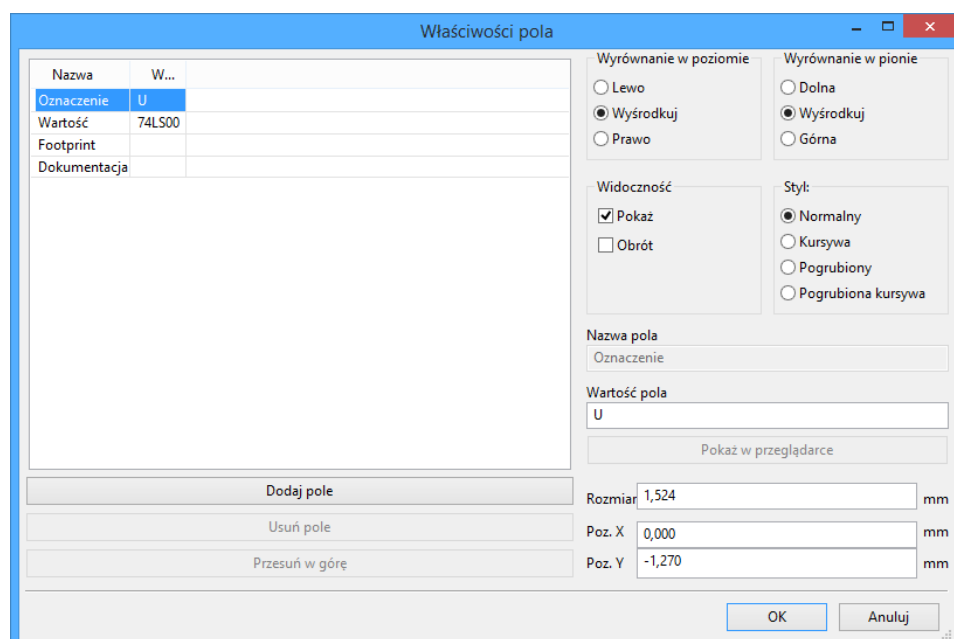 Właściwości pola
Nazwa W...
Oznaczenie U
Wartość 74LS00
Footprint
Dokumentacja
Dodaj pole
Usuń pole
Przesuń w górę
Wyrównanie w poziomie
Lewo
Wyśrodkuj
Prawo
Wyrównanie w pionie
Dolna
Wyśrodkuj
Górna
Widoczność
Pokaż
Obrót
Styl:
Normalny
Kursywa
Pogrubiony
Pogrubiona kursywa
Nazwa pola
Oznaczenie
Wartość pola
U
Pokaż w przeglądarce
Rozmiar 1,524 mm
Poz. X 0,000 mm
Poz. Y -1,270 mm
OK Anuluj